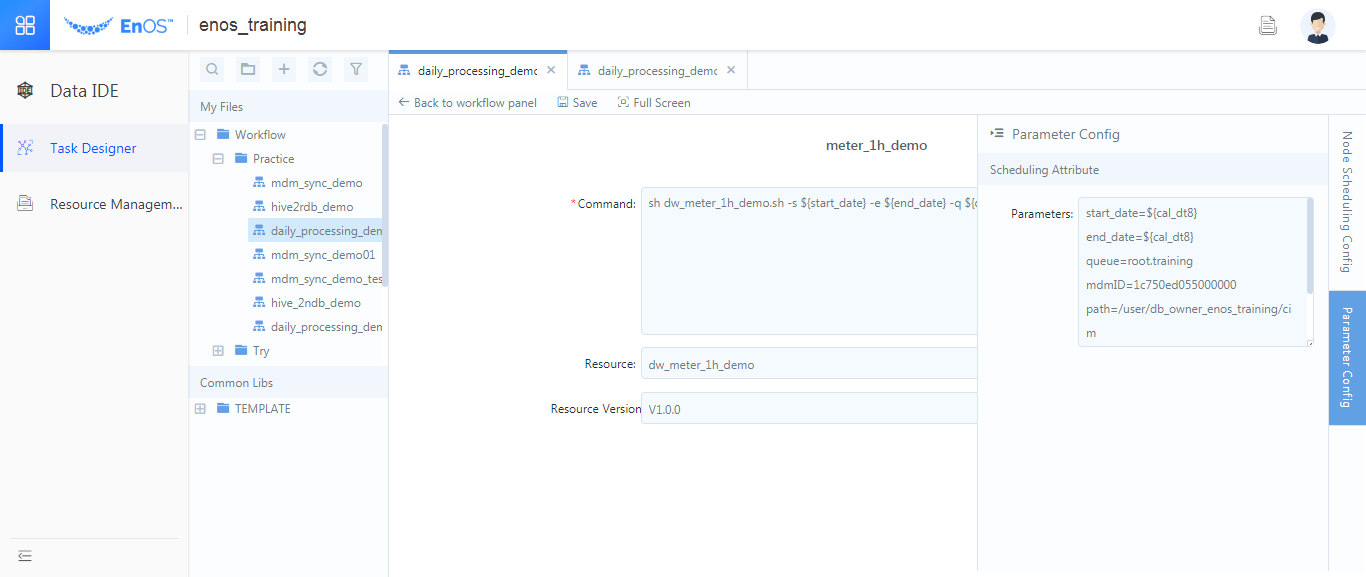 EnOS™
enos_training
Data IDE
Task Designer
Resource Managem...
My Files
Workflow
Practice
mdm_sync_demo
hive2rdb_demo
daily_processing_den
mdm_sync_demo01
mdm_sync_demo_tes
hive_2ndb_demo
daily_processing_den
Try
Common Libs
TEMPLATE
daily_processing_demo
daily_processing_demo
Back to workflow panel
Save
Full Screen
meter_1h_demo
*Command:
sh dw_meter_1h_demo.sh -s ${start_date} -e ${end_date} -q ${
Resource:
dw_meter_1h_demo
Resource Version
V1.0.0
Parameter Config
Scheduling Attribute
Parameters:
start_date=${cal_dt8}
end_date=${cal_dt8}
queue=root.training
mdmID=1c750ed055000000
path=/user/db_owner_enos_training/ci
m
Node Scheduling Config
Parameter Config